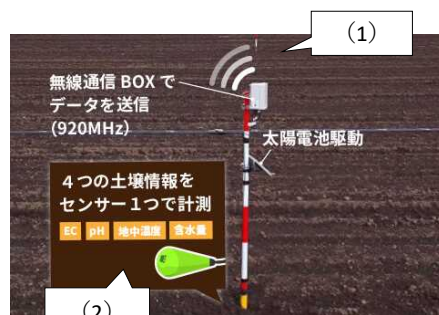 (1)
無線通信 BOX で
データを送信
(920MHz)
太陽電池駆動
4つの土壌情報を
センサー1つで計測
EC pH 地中温度 含水量
(2)